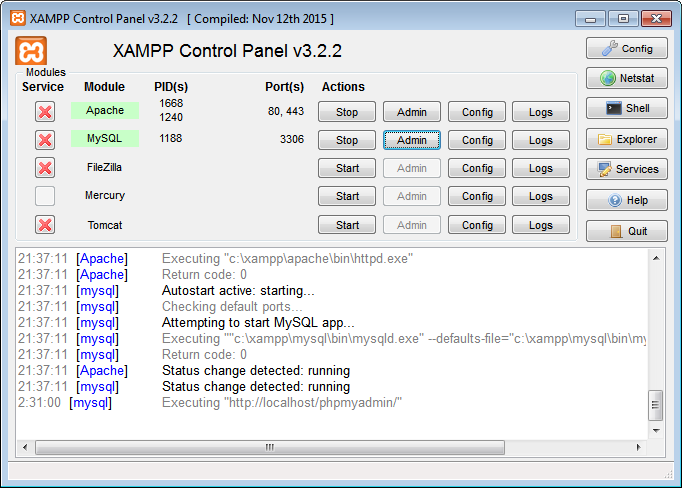 XAMPP Control Panel v3.2.2 [ Compiled: Nov 12th 2015 ]
XAMPP Control Panel v3.2.2
Config
Modules
Service Module PID(s) Port(s) Actions
Netstat
Apache 1668 1240 80, 443 Stop Admin Config Logs
Shell
MySQL 1188 3306 Stop Admin Config Logs
Explorer
FileZilla Start Admin Config Logs
Services
Mercury Start Admin Config Logs
Help
Tomcat Start Admin Config Logs
Quit
21:37:11 [Apache] Executing "c:\xampp\apache\bin\httpd.exe"
21:37:11 [Apache] Return code: 0
21:37:11 [mysql] Autostart active: starting...
21:37:11 [mysql] Checking default ports...
21:37:11 [mysql] Attempting to start MySQL app...
21:37:11 [mysql] Executing ""c:\xampp\mysql\bin\mysqld.exe" --defaults-file="c:\xampp\mysql\bin\my
21:37:11 [mysql] Return code: 0
21:37:11 [Apache] Status change detected: running
21:37:11 [mysql] Status change detected: running
2:31:00 [mysql] Executing "http://localhost/phpmyadmin/"